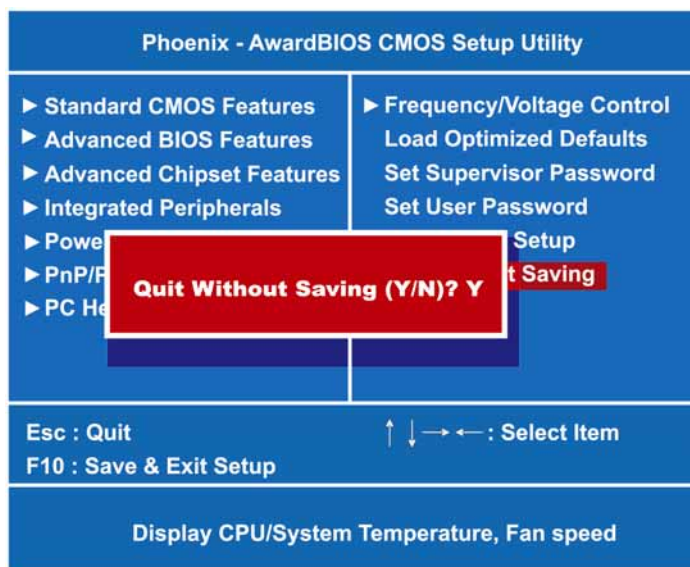 Phoenix - AwardBIOS CMOS Setup Utility
Standard CMOS Features
Advanced BIOS Features
Advanced Chipset Features
Integrated Peripherals
Powe
PnP/P
PC He
Frequency/Voltage Control
Load Optimized Defaults
Set Supervisor Password
Set User Password
Setup
t Saving
Quit Without Saving (Y/N)? Y
Esc : Quit
F10 : Save & Exit Setup
↑ ↓ → ← : Select Item
Display CPU/System Temperature, Fan speed